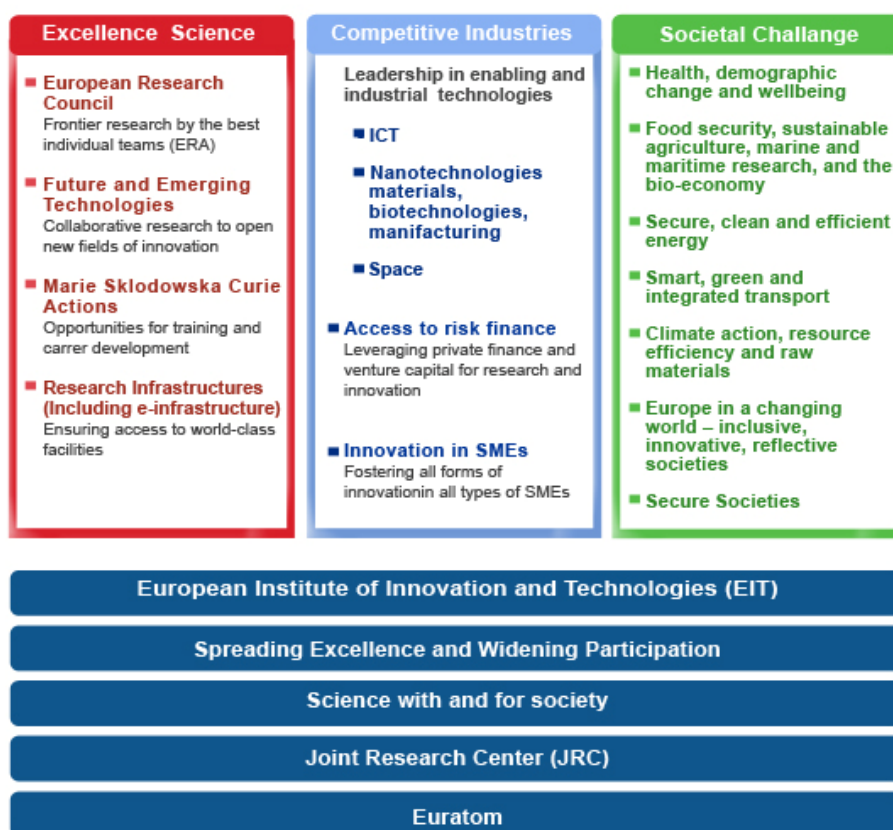 Excellence Science
European Research
Council
Frontier research by the best
individual teams (ERA)
Future and Emerging
Technologies
Collaborative research to open
new fields of innovation
Marie Sklodowska Curie
Actions
Opportunities for training and
carrer development
Research Infrastructures
(Including e-infrastructure)
Ensuring access to world-class
facilities
Competitive Industries
Leadership in enabling and
industrial technologies
ICT
Nanotechnologies
materials,
biotechnologies,
manifacturing
Space
Access to risk finance
Leveraging private finance and
venture capital for research and
innovation
Innovation in SMEs
Fostering all forms of
innovationin all types of SMEs
Societal Challange
Health, demographic
change and wellbeing
Food security, sustainable
agriculture, marine and
maritime research, and the
bio-economy
Secure, clean and efficient
energy
Smart, green and
integrated transport
Climate action, resource
efficiency and raw
materials
Europe in a changing
world – inclusive,
innovative, reflective
societies
Secure Societies
European Institute of Innovation and Technologies (EIT)
Spreading Excellence and Widening Participation
Science with and for society
Joint Research Center (JRC)
Euratom